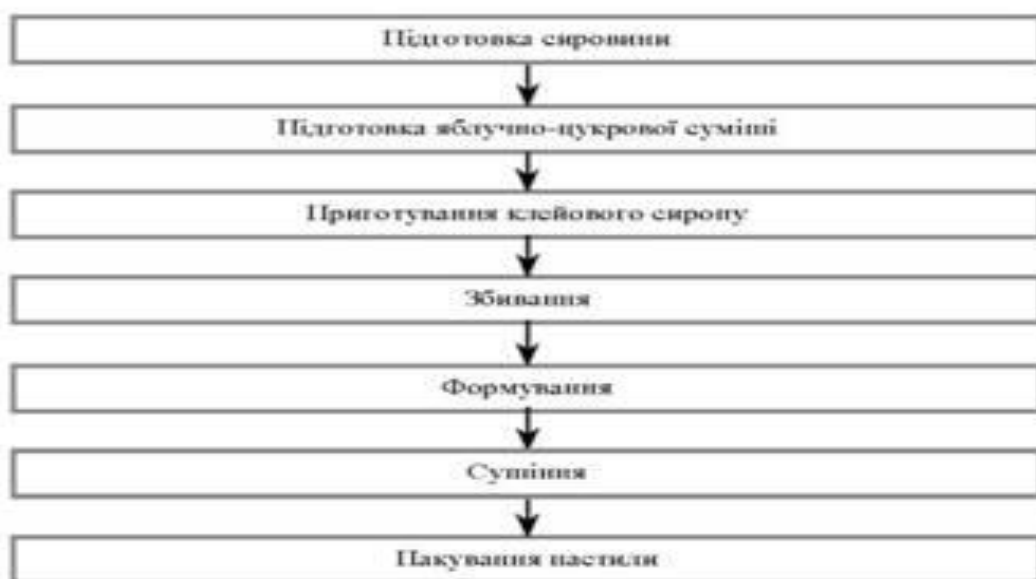 Підготовка сировини
Підготовка яблучно-цукрової суміші
Приготування клейового сиропу
Збивання
Формування
Сушіння
Пакування пастили